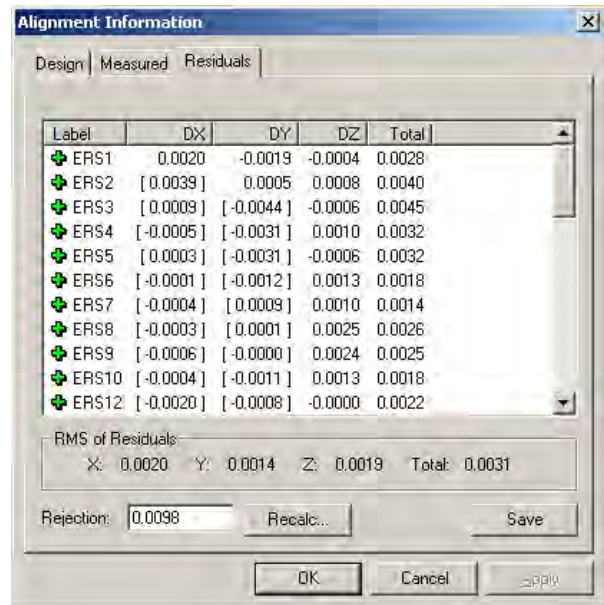 Alignment Information
Design Measured Residuals
Label DX DY DZ Total
ERS1 0.0020 -0.0019 -0.0004 0.0028
ERS2 [ 0.0039 ] 0.0005 0.0008 0.0040
ERS3 [ 0.0009 ] [ -0.0044 ] -0.0006 0.0045
ERS4 [ -0.0005 ] [ -0.0031 ] 0.0010 0.0032
ERS5 [ 0.0003 ] [ -0.0031 ] -0.0006 0.0032
ERS6 [ -0.0001 ] [ -0.0012 ] 0.0013 0.0018
ERS7 [ -0.0004 ] [ 0.0009 ] 0.0010 0.0014
ERS8 [ -0.0003 ] [ 0.0001 ] 0.0025 0.0026
ERS9 [ -0.0006 ] [ -0.0000 ] 0.0024 0.0025
ERS10 [ -0.0004 ] [ -0.0011 ] 0.0013 0.0018
ERS12 [ -0.0020 ] [ -0.0008 ] -0.0000 0.0022
RMS of Residuals
X: 0.0020 Y: 0.0014 Z: 0.0019 Total: 0.0031
Rejection: 0.0098 Recalc... Save
OK Cancel Apply